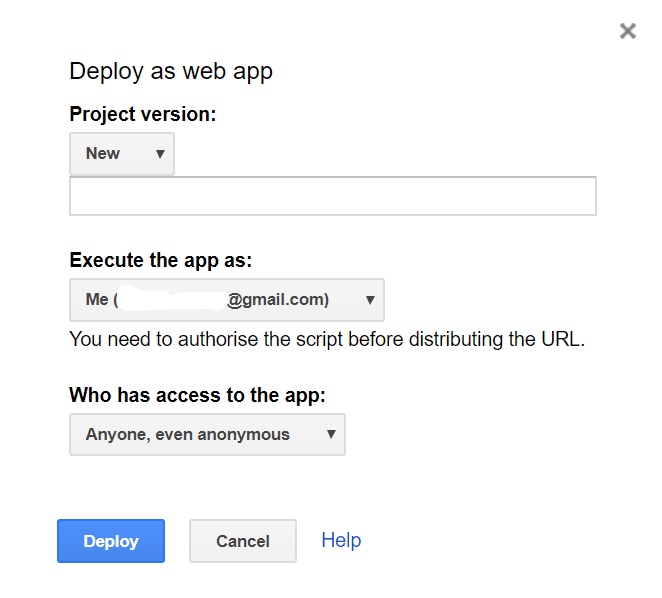 Deploy as web app
Project version:
New
Execute the app as:
Me ( @gmail.com)
You need to authorise the script before distributing the URL.
Who has access to the app:
Anyone, even anonymous
Deploy Cancel Help